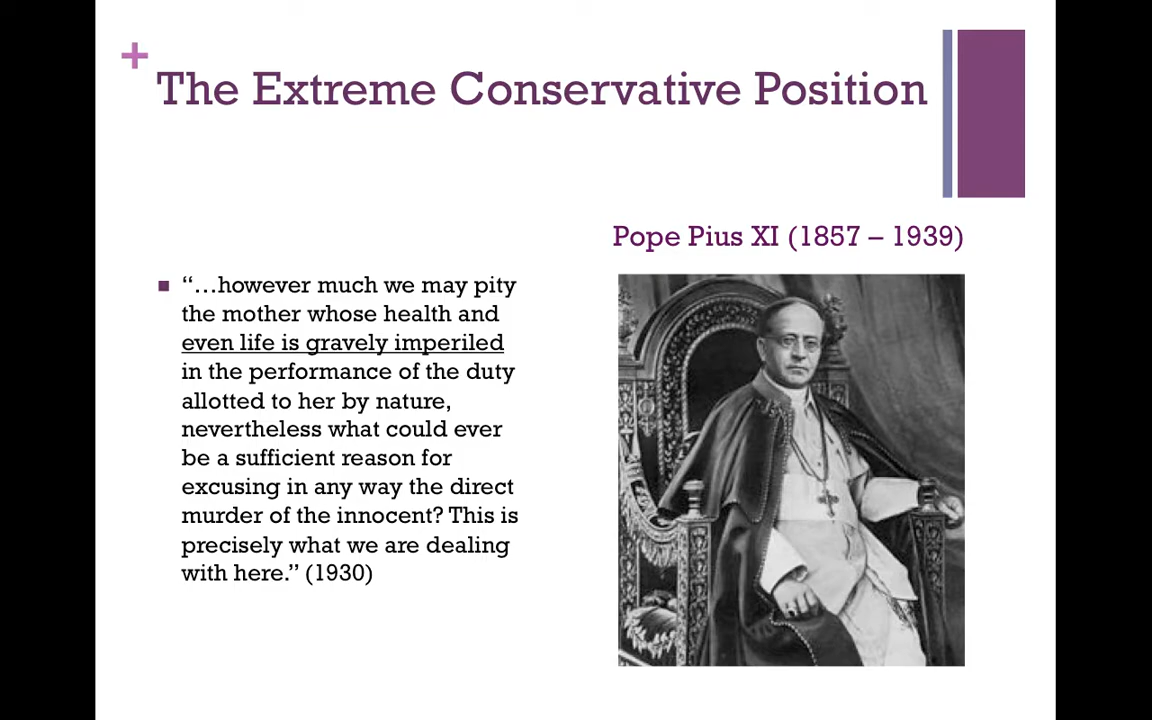 +
The Extreme Conservative Position
Pope Pius XI (1857 – 1939)
■ “…however much we may pity
the mother whose health and
even life is gravely imperiled
in the performance of the duty
allotted to her by nature,
nevertheless what could ever
be a sufficient reason for
excusing in any way the direct
murder of the innocent? This is
precisely what we are dealing
with here.” (1930)